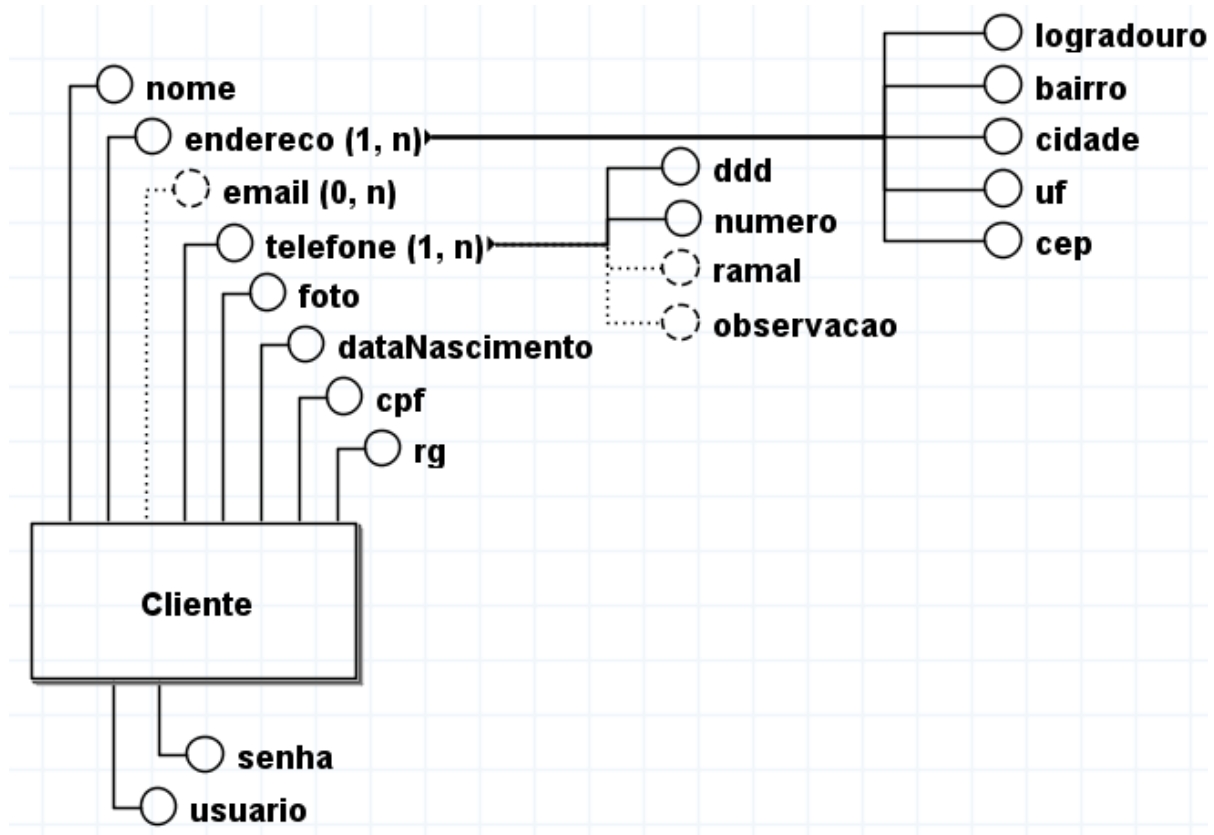 nome
endereco (1, n)
email (0, n)
telefone (1, n)
foto
dataNascimento
cpf
rg
logradouro
bairro
cidade
uf
cep
ddd
numero
ramal
observacao
Cliente
senha
usuario